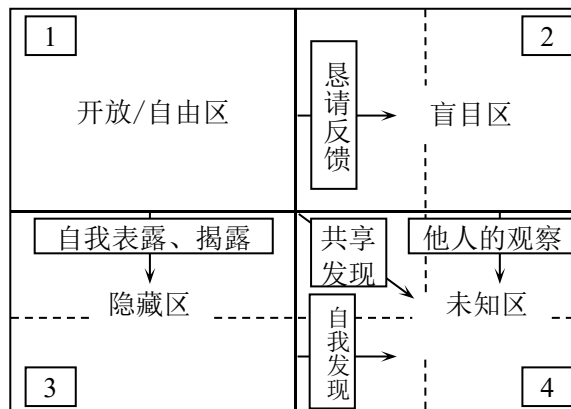 1
2
开放/自由区
恳请反馈
盲目区
自我表露、揭露
共享
发现
他人的观察
隐藏区
未知区
自我发现
3
4